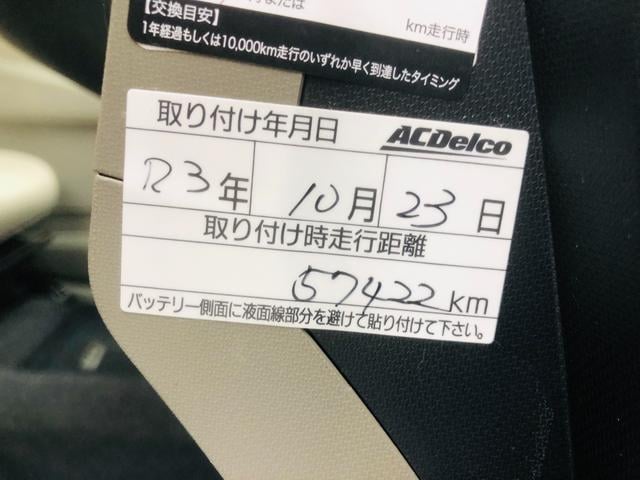 km走行時
【交換目安】
1年経過もしくは10,000km走行のいずれか早く到達したタイミング
取り付け年月日 ACDelco
R3年 10月 23日
取り付け時走行距離
57422km
バッテリー側面に液面線部分を避けて貼り付けて下さい。